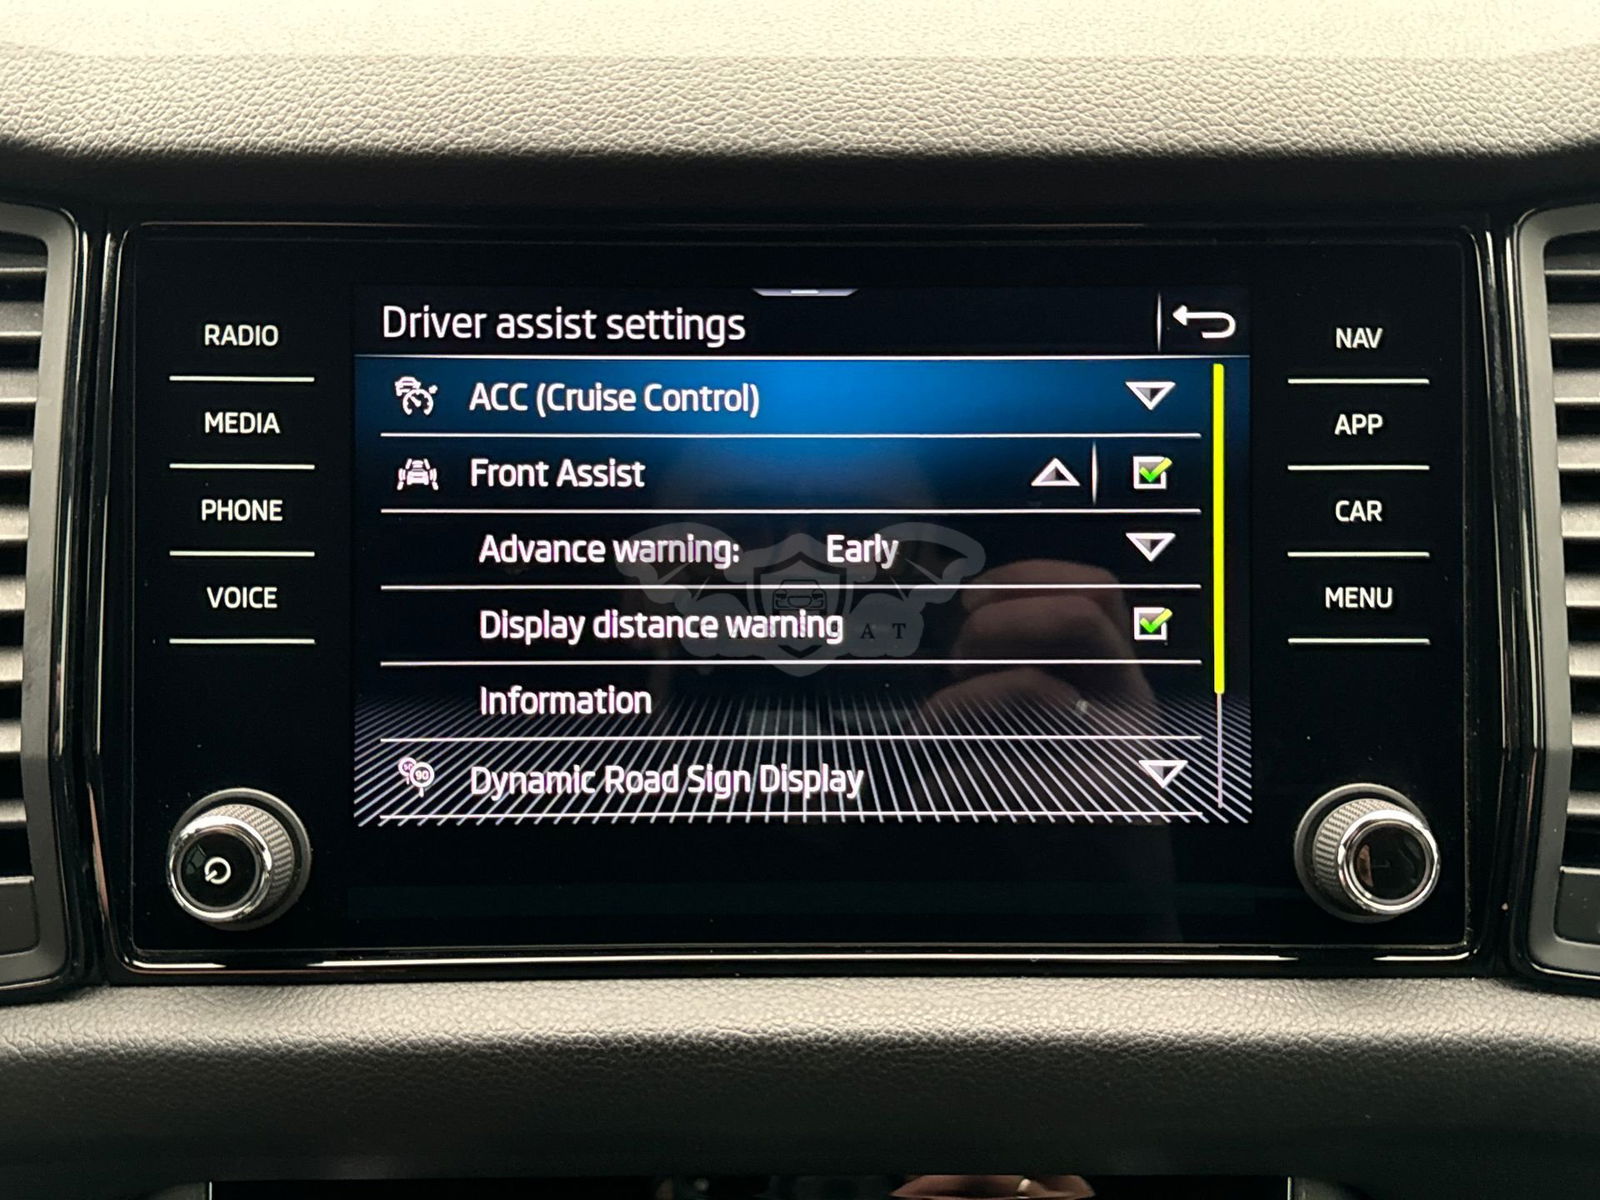 RADIO
MEDIA
PHONE
VOICE
Driver assist settings
ACC (Cruise Control)
Front Assist
Advance warning: Early
Display distance warning
Information
90 Dynamic Road Sign Display
NAV
APP
CAR
MENU